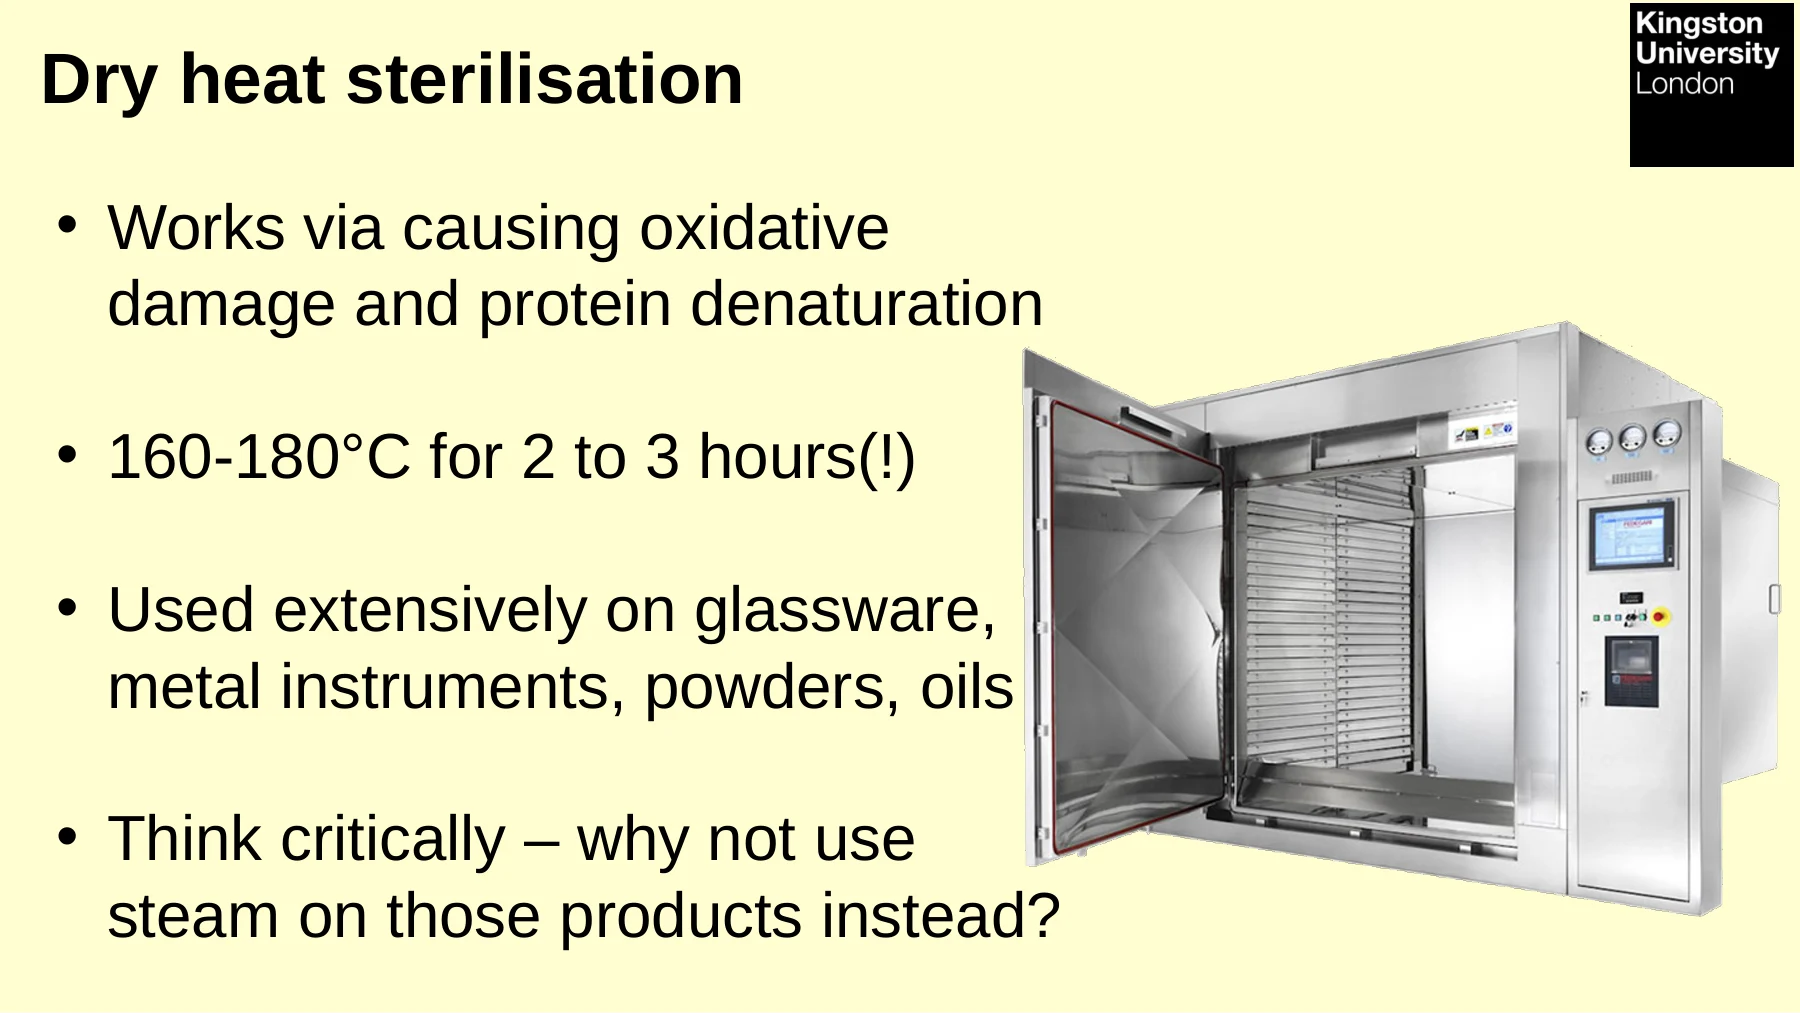 Dry heat sterilisation
Kingston
University
London
• Works via causing oxidative
damage and protein denaturation
• 160-180°C for 2 to 3 hours(!)
• Used extensively on glassware,
metal instruments, powders, oils
• Think critically – why not use
steam on those products instead?